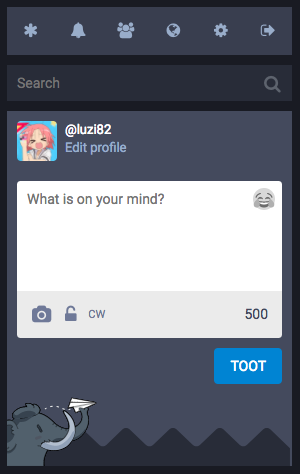 Search
@luzi82
Edit profile
What is on your mind?
CW
500
TOOT